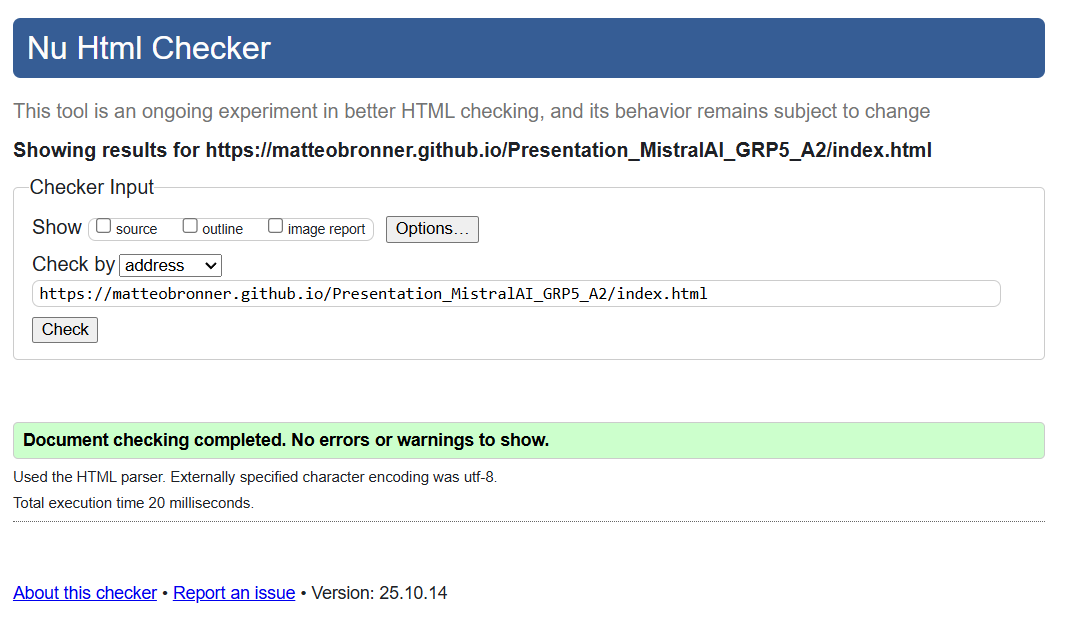 Nu Html Checker
This tool is an ongoing experiment in better HTML checking, and its behavior remains subject to change
Showing results for https://matteobronner.github.io/Presentation_MistralAI_GRP5_A2/index.html
Checker Input
Show source outline image report Options...
Check by address
https://matteobronner.github.io/Presentation_MistralAI_GRP5_A2/index.html
Check
Document checking completed. No errors or warnings to show.
Used the HTML parser. Externally specified character encoding was utf-8.
Total execution time 20 milliseconds.
About this checker • Report an issue • Version: 25.10.14